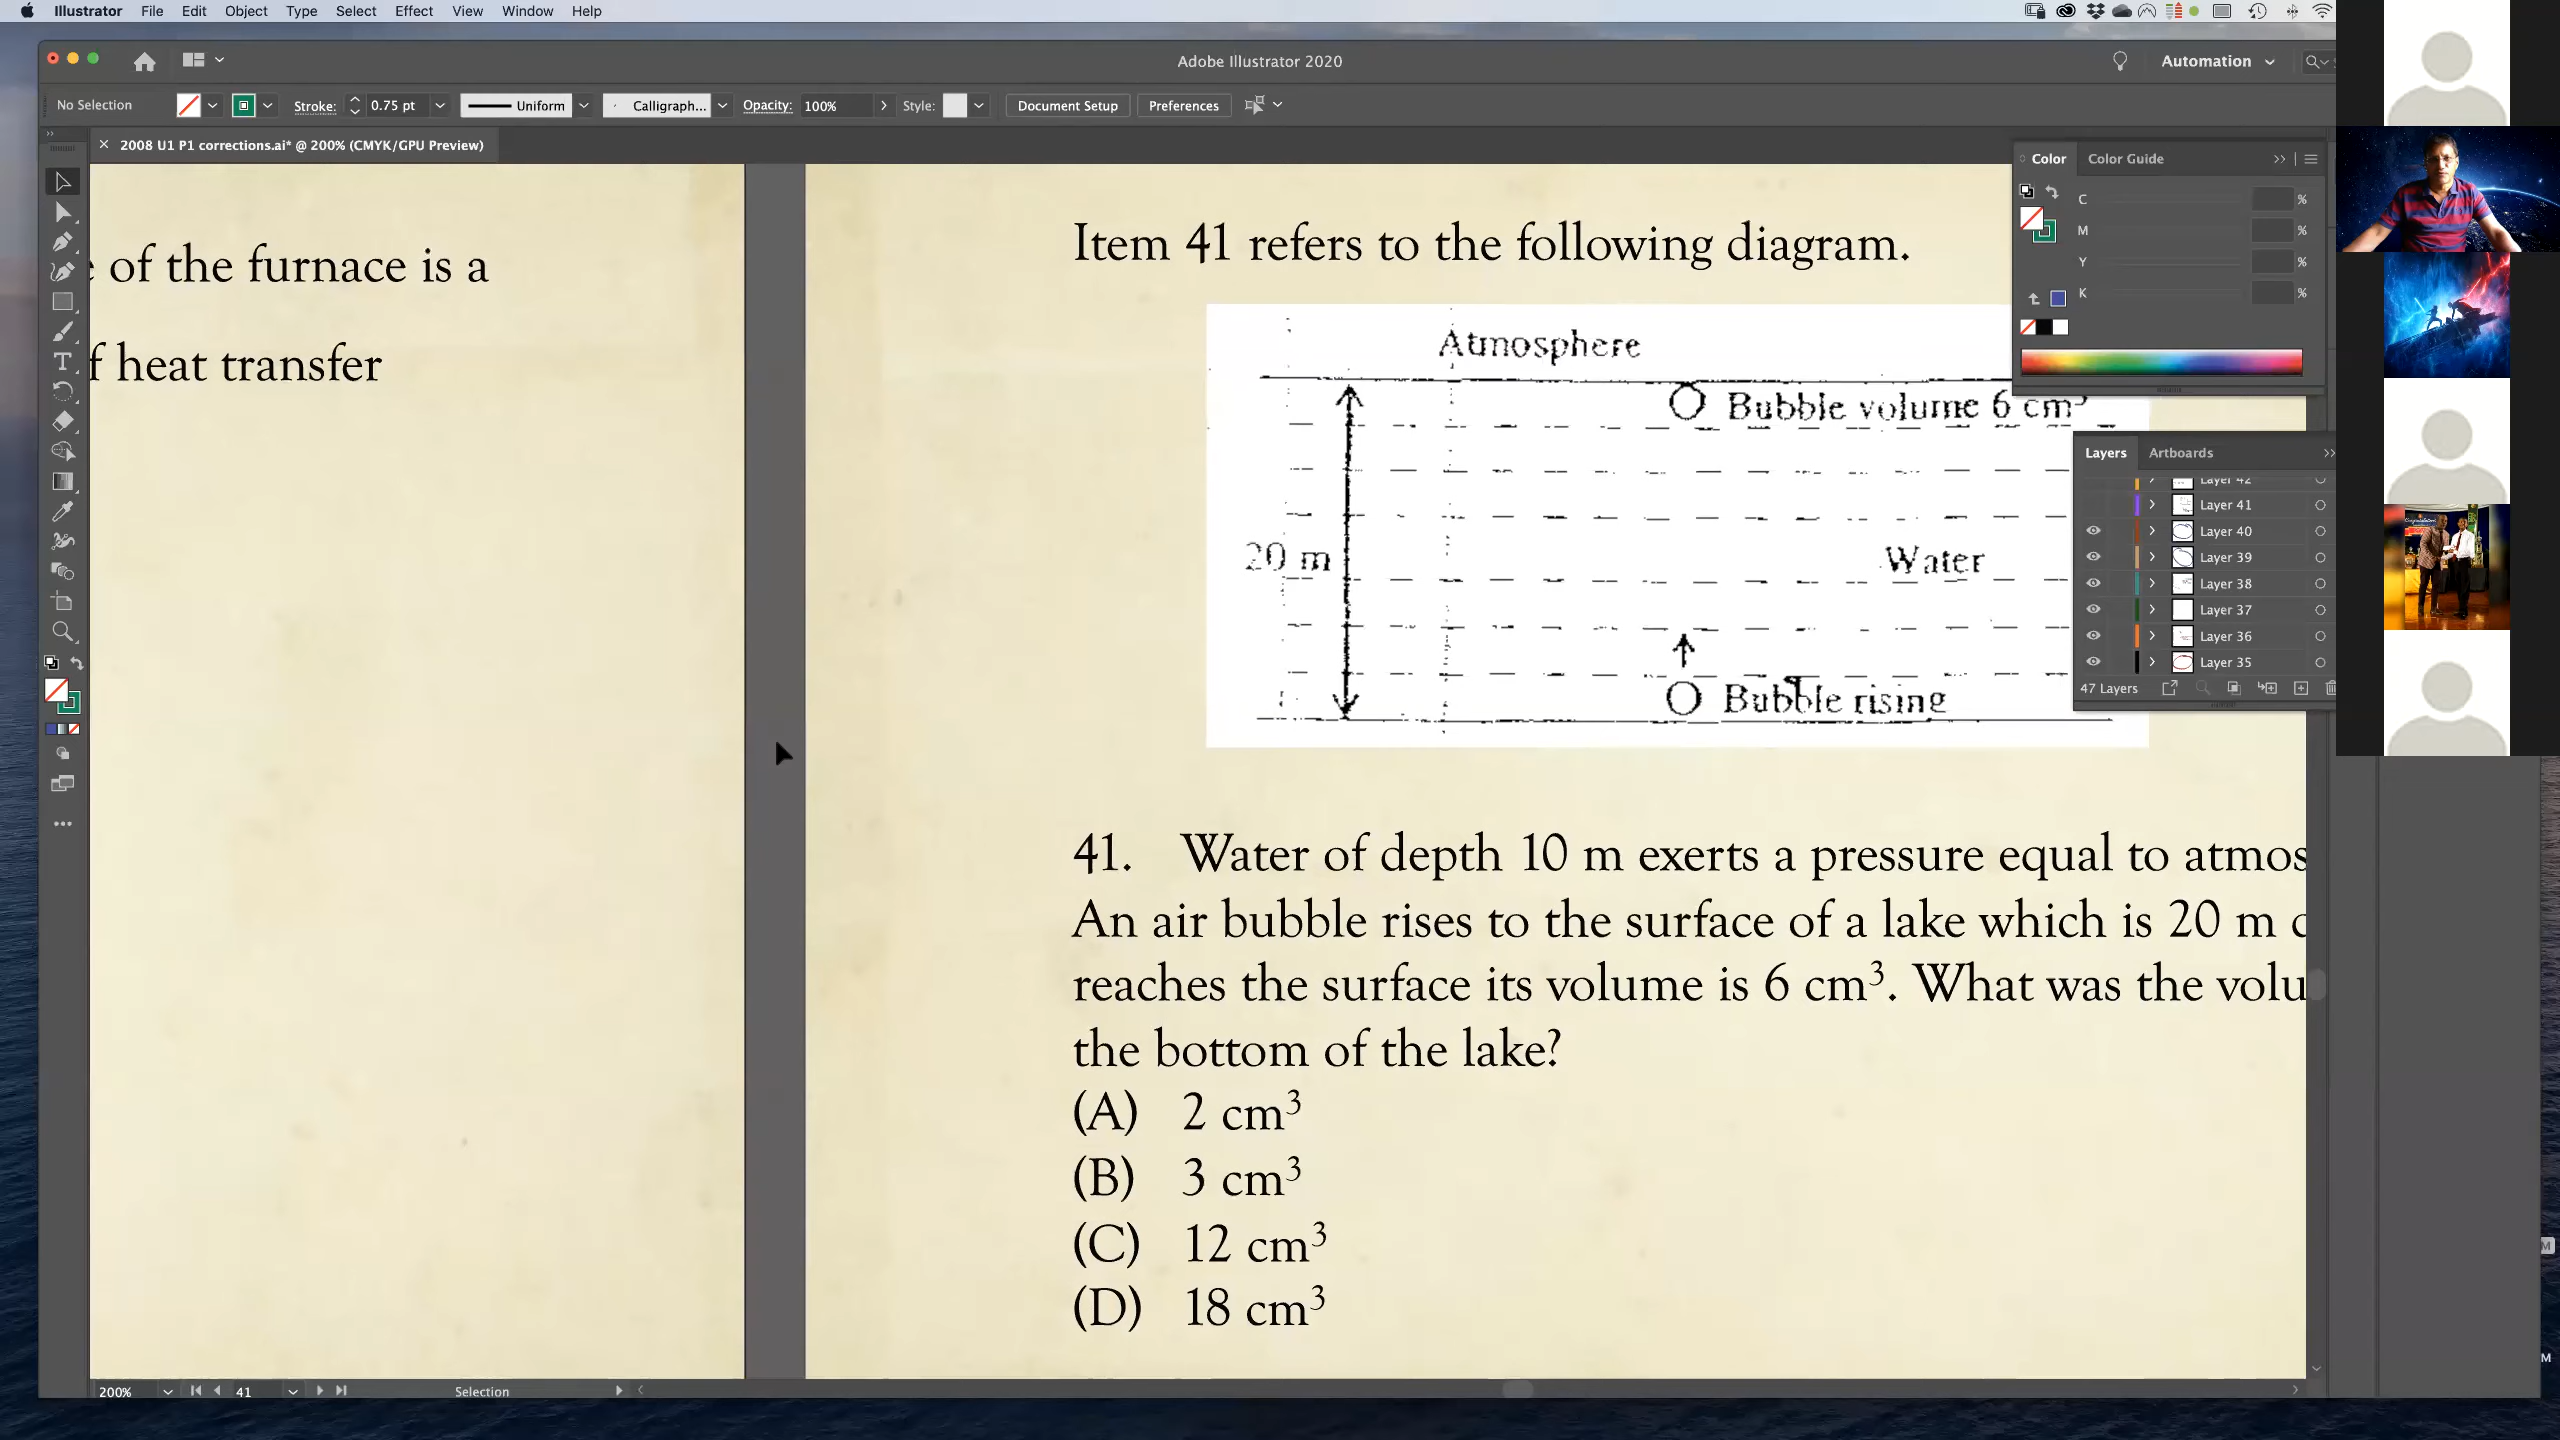 Illustrator File Edit Object Type Select Effect View Window Help
Adobe Illustrator 2020
Automation
No Selection Stroke: 0.75 pt Uniform Calligraph... Opacity: 100% Style: Document Setup Preferences
2008 U1 P1 corrections.ai* @ 200% (CMYK/GPU Preview)
Color Color Guide
C %
M %
Y %
K %
of the furnace is a
f heat transfer
Item 41 refers to the following diagram.
Atmosphere
Bubble volume 6 cm³
20 m
Water
Bubble rising
Layers Artboards
Layer 42
Layer 41
Layer 40
Layer 39
Layer 38
Layer 37
Layer 36
Layer 35
47 Layers
41. Water of depth 10 m exerts a pressure equal to atmos
An air bubble rises to the surface of a lake which is 20 m
reaches the surface its volume is 6 cm³. What was the volu
the bottom of the lake?
(A) 2 cm³
(B) 3 cm³
(C) 12 cm³
(D) 18 cm³
200% 41 Selection